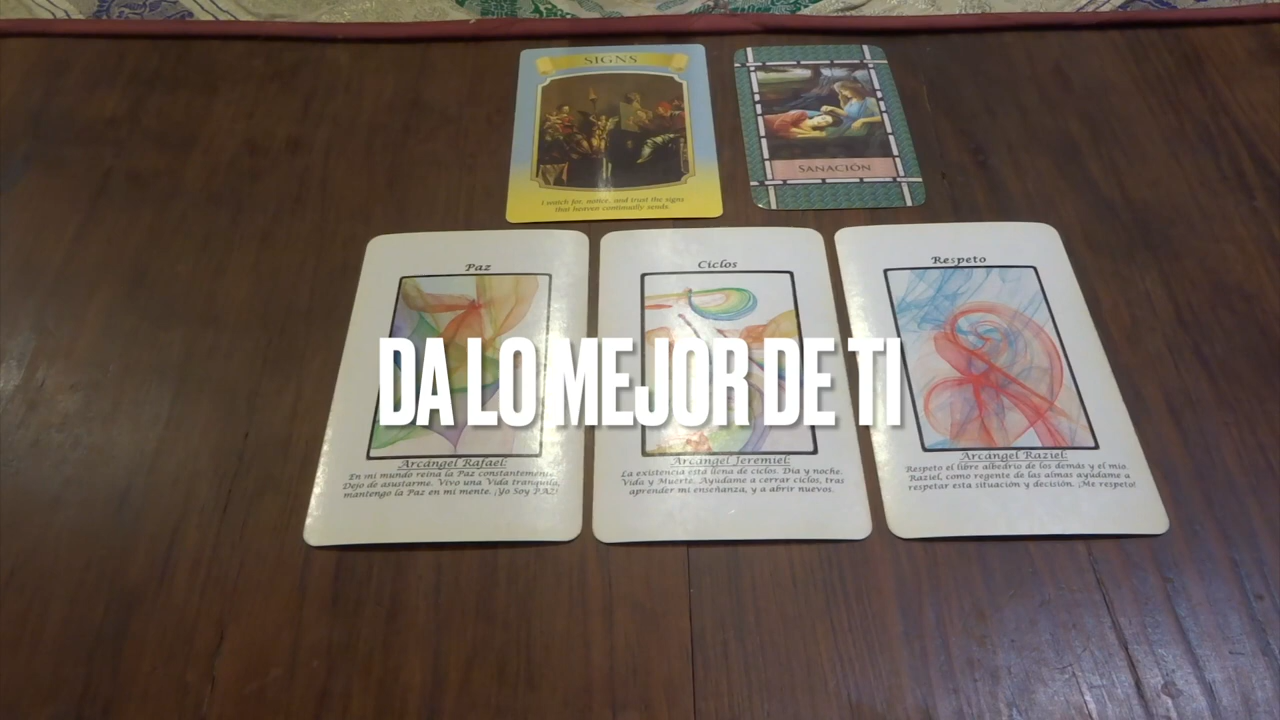 SIGNS
I watch for, notice, and trust the signs
that heaven continually sends.
SANACIÓN
Paz
Arcángel Rafael:
En mi mundo reina la Paz constantemente.
Dejo de asustarme. Vivo una Vida tranquila,
mantengo la Paz en mi mente. ¡Yo Soy PAZ!
Ciclos
Arcángel Jeremiel:
La existencia está llena de ciclos. Día y noche.
Vida y Muerte. Ayúdame a cerrar ciclos, tras
aprender mi enseñanza, y a abrir nuevos.
Respeto
Arcángel Raziel:
Respeto el libre albedrio de los demás y el mio.
Raziel, como regente de las almas ayúdame a
respetar esta situación y decisión. ¡Me respeto!
DA LO MEJOR DE TI